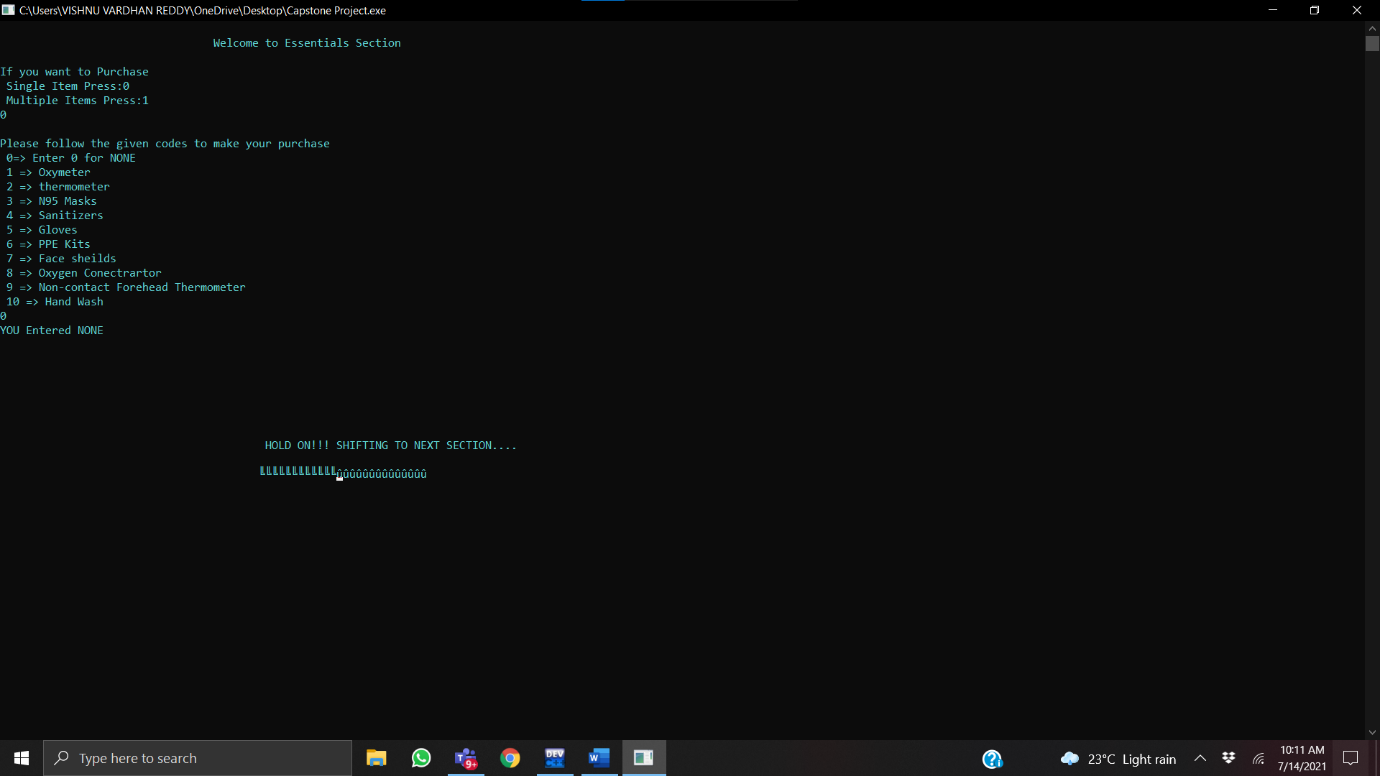 C:\Users\VISHNU VARDHAN REDDY\OneDrive\Desktop\Capstone Project.exe
Welcome to Essentials Section
If you want to Purchase
Single Item Press:0
Multiple Items Press:1
0
Please follow the given codes to make your purchase
0=> Enter 0 for NONE
1 => Oxymeter
2 => thermometer
3 => N95 Masks
4 => Sanitizers
5 => Gloves
6 => PPE Kits
7 => Face sheilds
8 => Oxygen Conectrartor
9 => Non-contact Forehead Thermometer
10 => Hand Wash
0
YOU Entered NONE
HOLD ON!!! SHIFTING TO NEXT SECTION....
Type here to search
9+
DEV
W
23°C Light rain
10:11 AM
7/14/2021